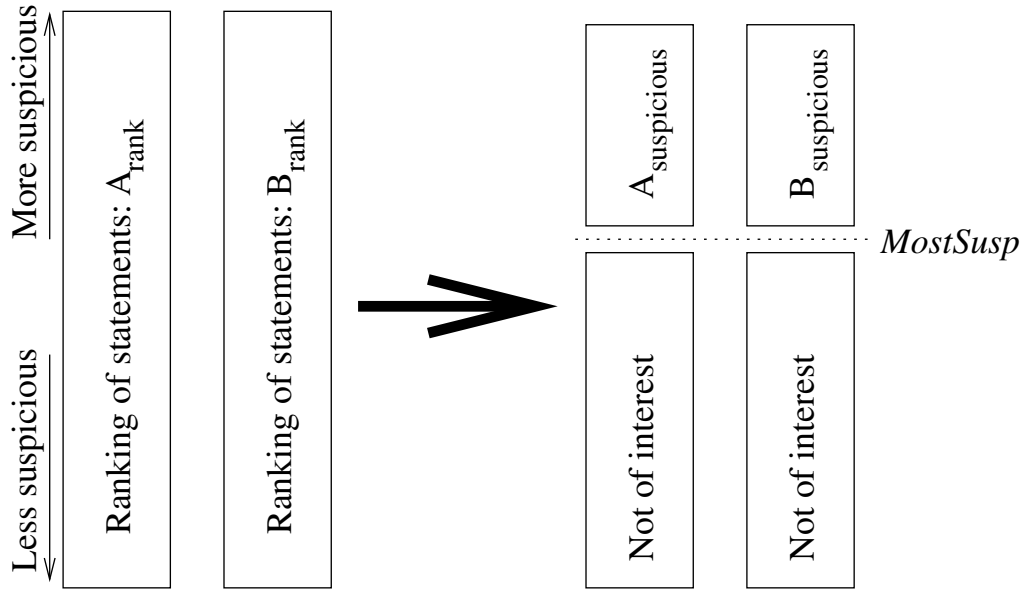 More suspicious
Less suspicious
Ranking of statements: A_rank
Ranking of statements: B_rank
A_suspicious
B_suspicious
MostSusp
Not of interest
Not of interest